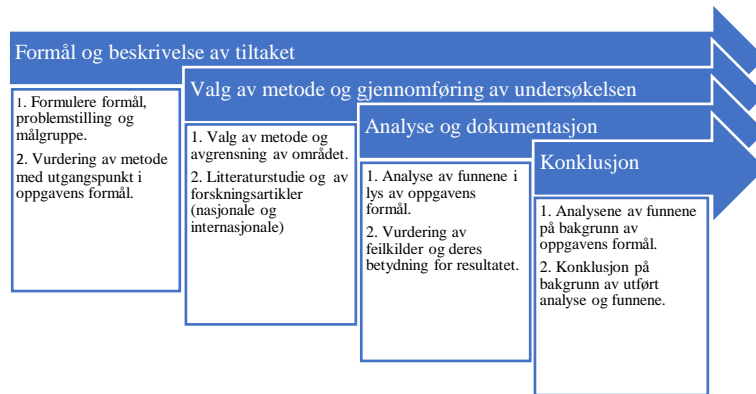 Formål og beskrivelse av tiltaket
1. Formulere formål,
problemstilling og
målgruppe.
2. Vurdering av metode
med utgangspunkt i
oppgavens formål.
Valg av metode og gjennomføring av undersøkelsen
1. Valg av metode og
avgrensning av området.
2. Litteraturstudie og av
forskningsartikler
(nasjonale og
internasjonale)
Analyse og dokumentasjon
1. Analyse av funnene i
lys av oppgavens
formål.
2. Vurdering av
feilkilder og deres
betydning for resultatet.
Konklusjon
1. Analysene av funnene
på bakgrunn av
oppgavens formål.
2. Konklusjon på
bakgrunn av utført
analyse og funnene.